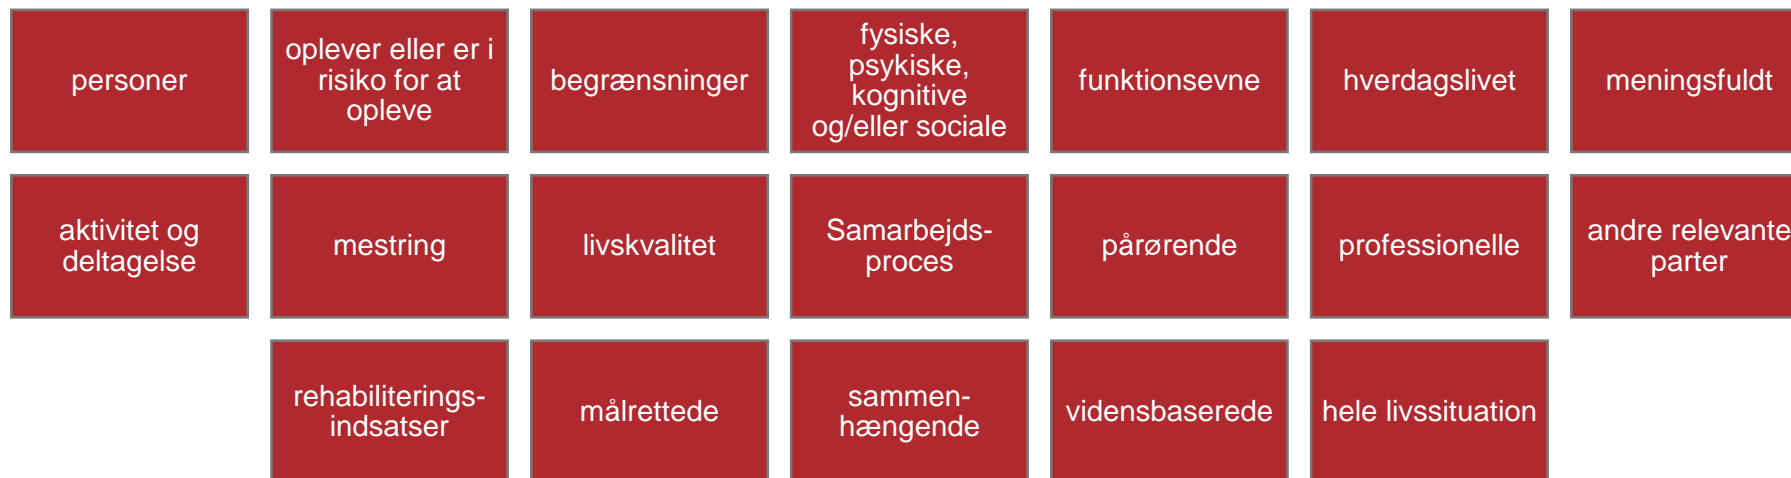 personer
oplever eller er i
risiko for at
opleve
begrænsninger
fysiske,
psykiske,
kognitive
og/eller sociale
funktionsevne
hverdagslivet
meningsfuldt
aktivitet og
deltagelse
mestring
livskvalitet
Samarbejds-
proces
pårørende
professionelle
andre relevante
parter
rehabiliterings-
indsatser
målrettede
sammen-
hængende
vidensbaserede
hele livssituation